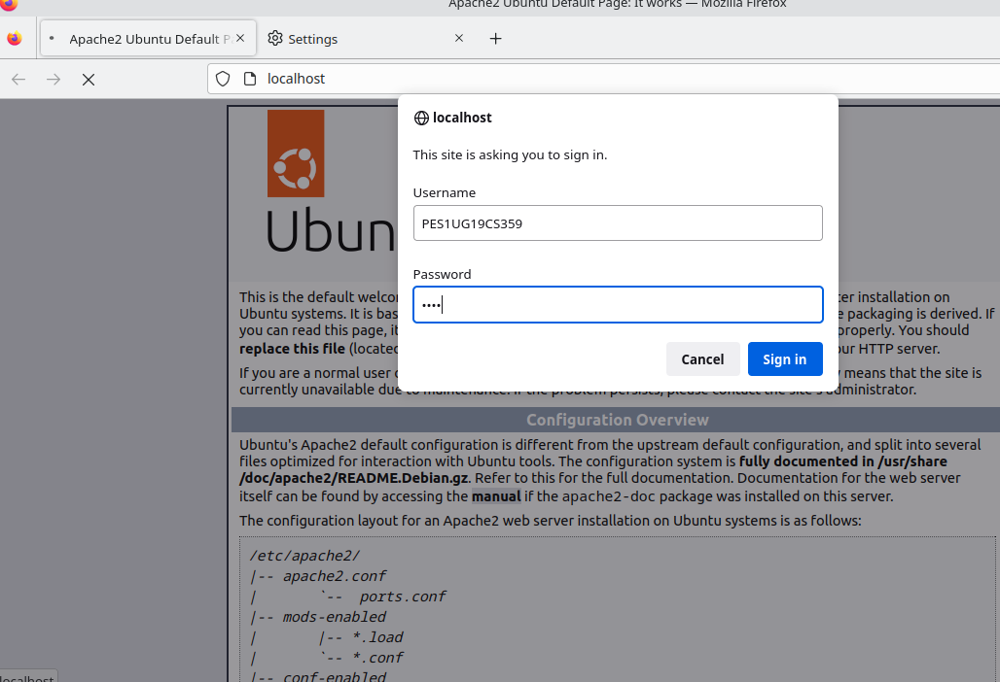 Apache2 Ubuntu Default Page: It works — Mozilla Firefox
Apache2 Ubuntu Default P
Settings
localhost
localhost
This site is asking you to sign in.
Username
PES1UG19CS359
Password
••••
Cancel
Sign in
Ubun
This is the default welcor
ter installation on
Ubuntu systems. It is bas
e packaging is derived. If
you can read this page, it
properly. You should
replace this file (located
our HTTP server.
If you are a normal user
y means that the site is
currently unavailable due to maintenance. If the problem persists, please contact the site's administrator.
Configuration Overview
Ubuntu's Apache2 default configuration is different from the upstream default configuration, and split into several
files optimized for interaction with Ubuntu tools. The configuration system is fully documented in /usr/share
/doc/apache2/README.Debian.gz. Refer to this for the full documentation. Documentation for the web server
itself can be found by accessing the manual if the apache2-doc package was installed on this server.
The configuration layout for an Apache2 web server installation on Ubuntu systems is as follows:
/etc/apache2/
|-- apache2.conf
|       `--  ports.conf
|-- mods-enabled
|       |-- *.load
|       `-- *.conf
|-- conf-enabled
localhost